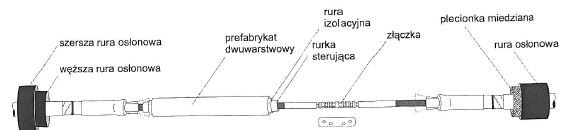 szersza rura osłonowa
węższa rura osłonowa
prefabrykat
dwuwarstwowy
rura
izolacyjna
rurka
sterująca
złączka
plecionka miedziana
rura osłonowa